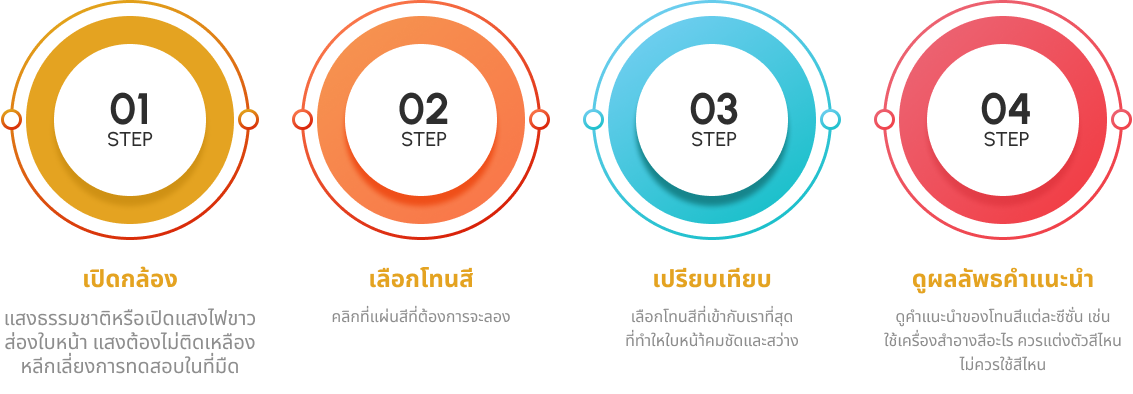 01
STEP
เปิดกล้อง
แสงธรรมชาติหรือเปิดแสงไฟขาว
ส่องใบหน้า แสงต้องไม่ติดเหลือง
หลีกเลี่ยงการทดสอบในที่มืด
02
STEP
เลือกโทนสี
คลิกที่แผ่นสีที่ต้องการจะลอง
03
STEP
เปรียบเทียบ
เลือกโทนสีที่เข้ากับเราที่สุด
ที่ทำให้ใบหน้าคมชัดและสว่าง
04
STEP
ดูผลลัพธคำแนะนำ
ดูคำแนะนำของโทนสีแต่ละซีซั่น เช่น
ใช้เครื่องสำอางสีอะไร ควรแต่งตัวสีไหน
ไม่ควรใช้สีไหน